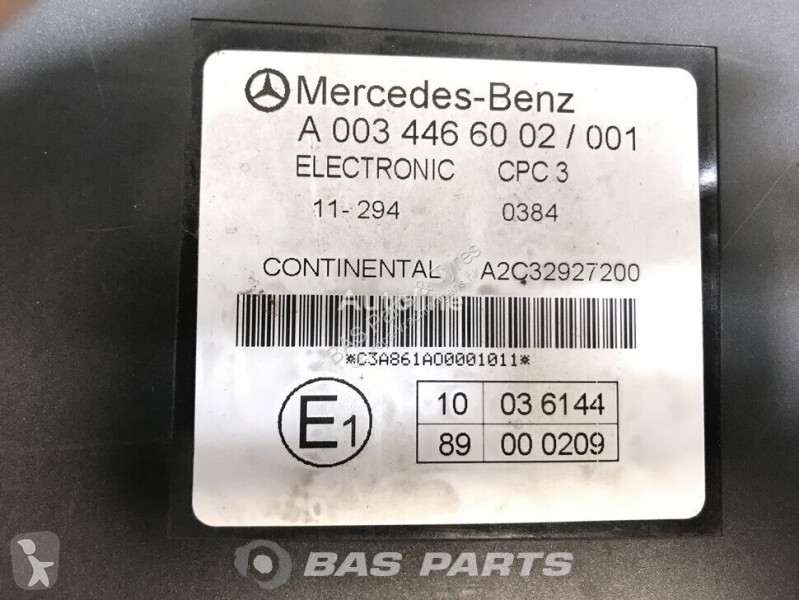 Mercedes-Benz
A 003 446 60 02 / 001
ELECTRONIC CPC 3
11- 294 0384
CONTINENTAL A2C32927200
Autoline
*C3A861A00001011*
E1
10 03 6144
89 00 0209
BAS PARTS